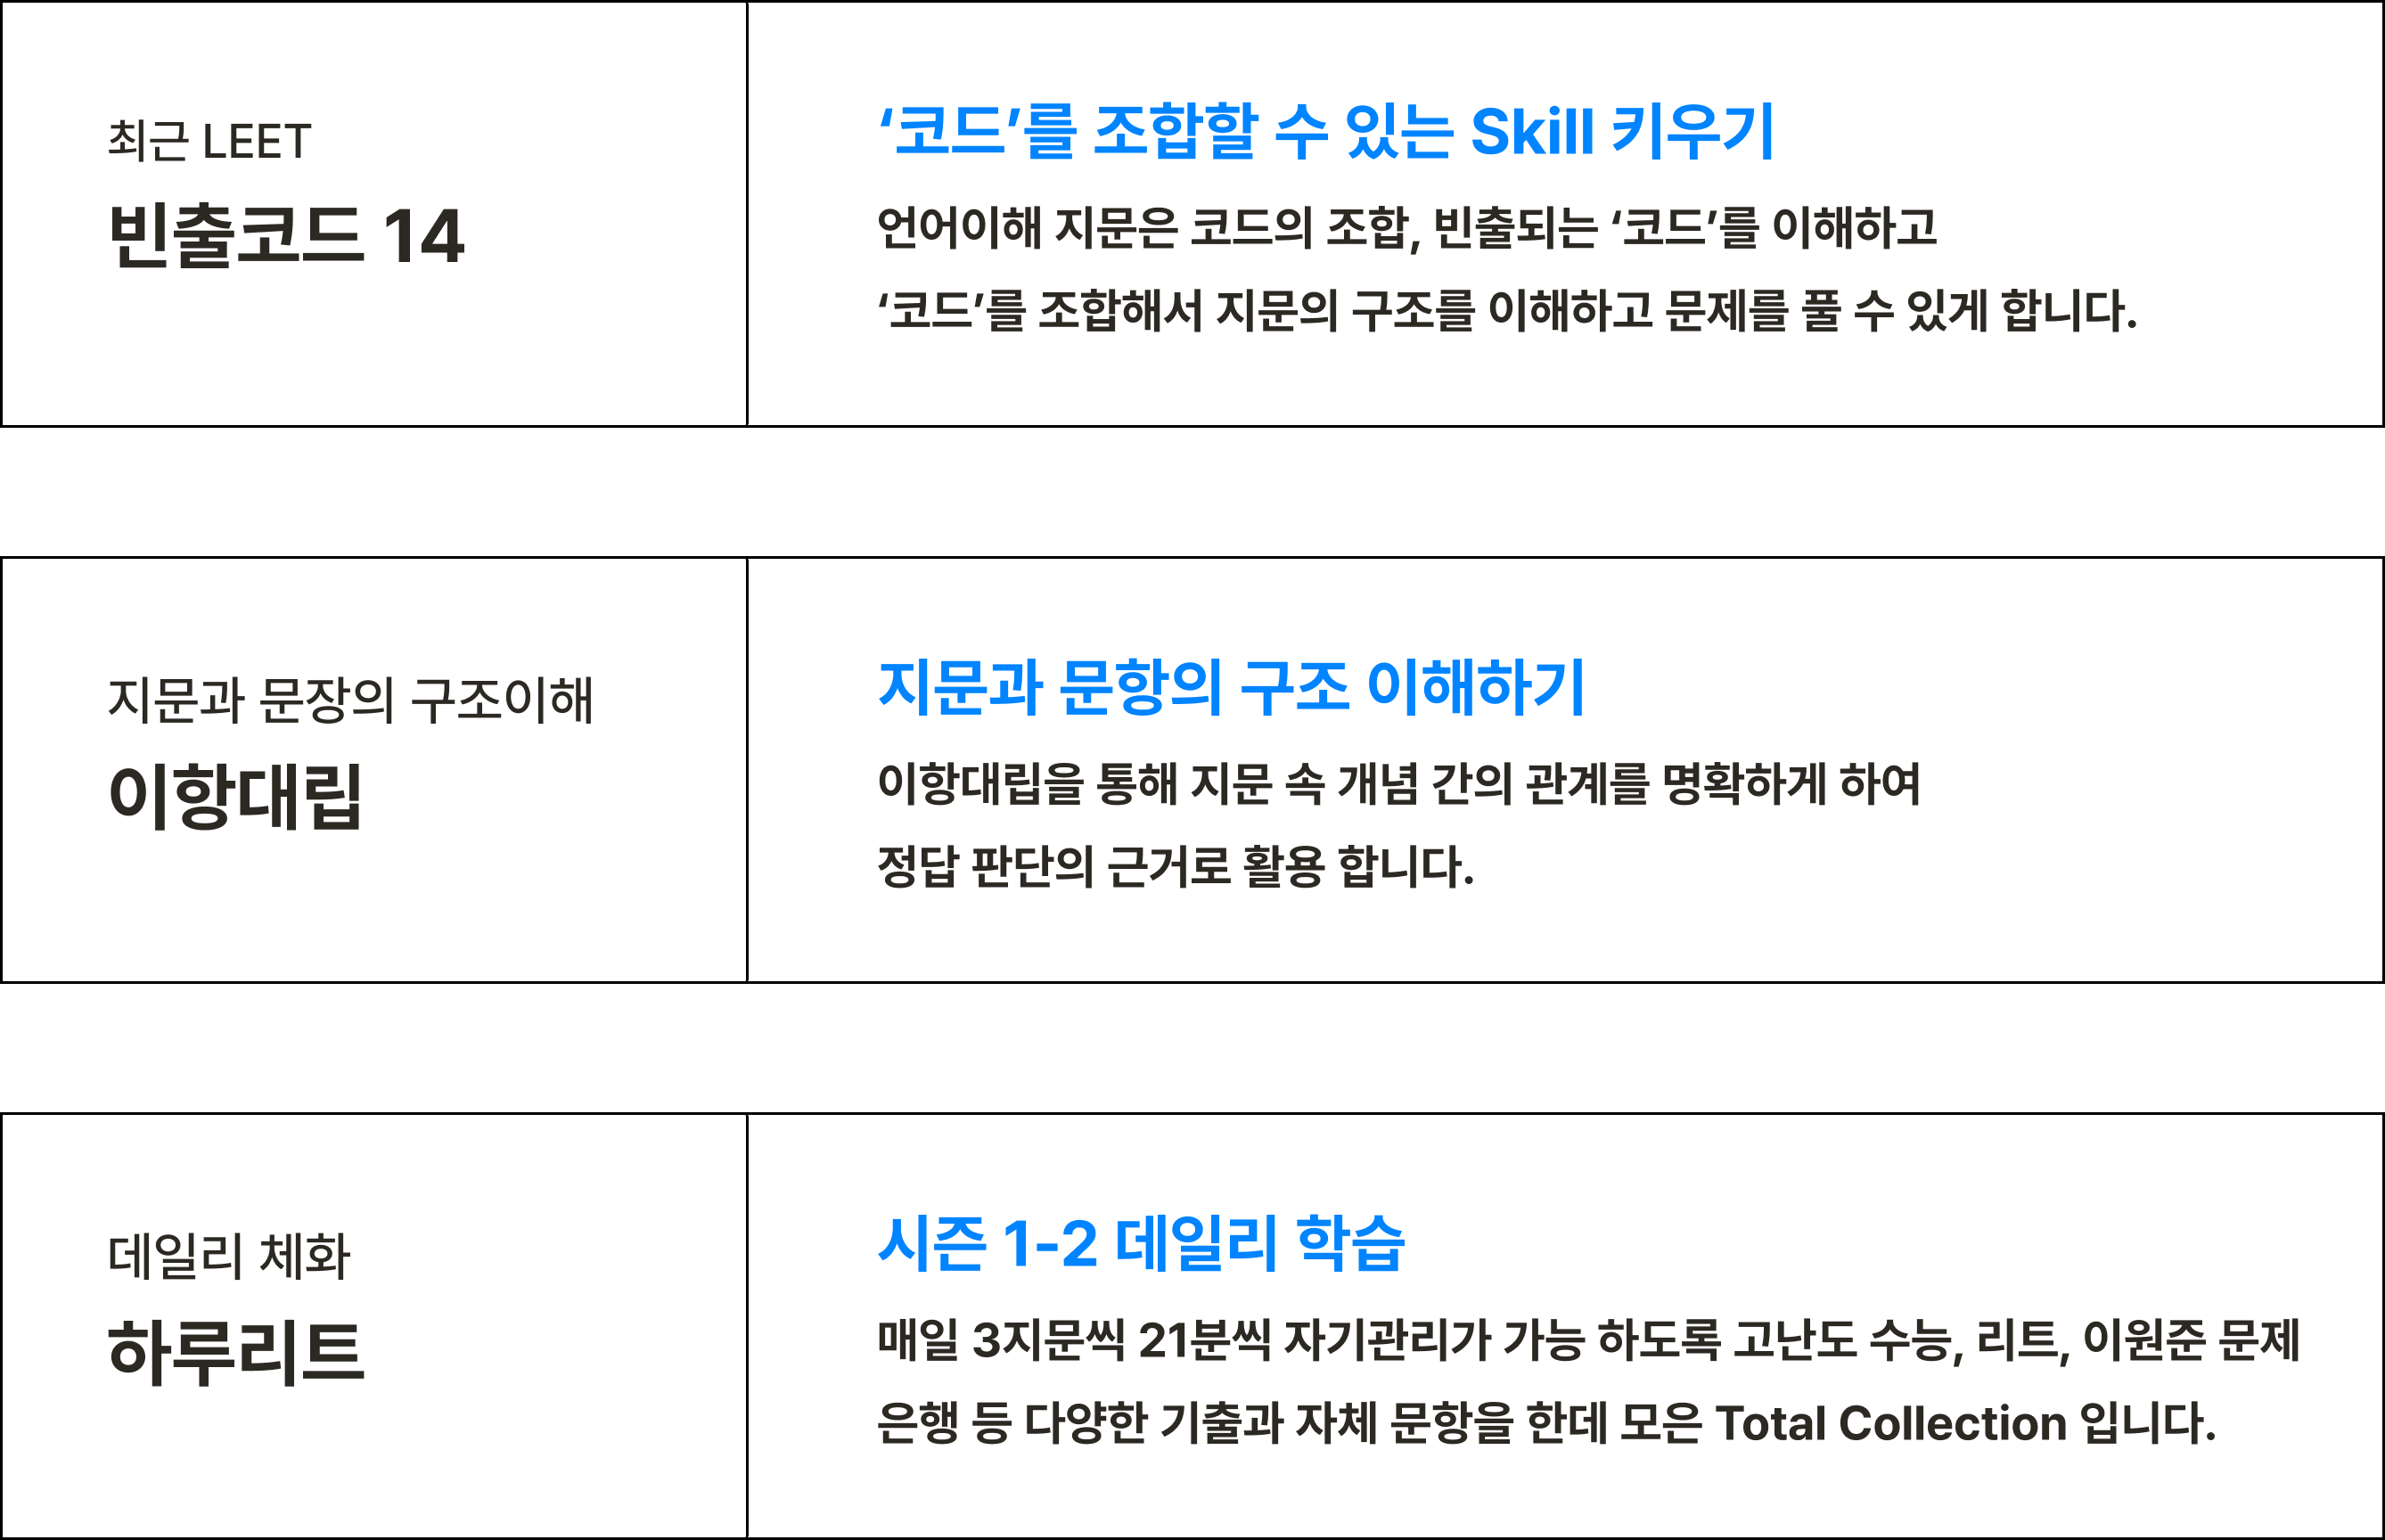 최근 LEET
빈출코드 14
‘코드’를 조합할 수 있는 Skill 키우기
언어이해 지문은 코드의 조합, 빈출되는 ‘코드’를 이해하고
‘코드’를 조합해서 지문의 구조를 이해하고 문제를 풀 수 있게 합니다.
지문과 문장의 구조이해
이항대립
지문과 문장의 구조 이해하기
이항대립을 통해 지문 속 개념 간의 관계를 명확하게 하여
정답 판단의 근거로 활용 합니다.
데일리 재화
하루리트
시즌 1-2 데일리 학습
매일 3지문씩 21분씩 자기관리가 가능 하도록 고난도 수능, 리트, 이원준 문제
은행 등 다양한 기출과 자체 문항을 한데 모은 Total Collection 입니다.